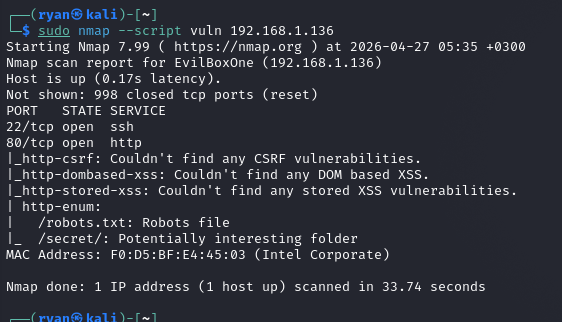 ┌──(ryan㉿kali)-[~]
└─$ sudo nmap --script vuln 192.168.1.136
Starting Nmap 7.99 ( https://nmap.org ) at 2026-04-27 05:35 +0300
Nmap scan report for EvilBoxOne (192.168.1.136)
Host is up (0.17s latency).
Not shown: 998 closed tcp ports (reset)
PORT   STATE SERVICE
22/tcp open  ssh
80/tcp open  http
|_http-csrf: Couldn't find any CSRF vulnerabilities.
|_http-dombased-xss: Couldn't find any DOM based XSS.
|_http-stored-xss: Couldn't find any stored XSS vulnerabilities.
| http-enum:
|   /robots.txt: Robots file
|_  /secret/: Potentially interesting folder
MAC Address: F0:D5:BF:E4:45:03 (Intel Corporate)
Nmap done: 1 IP address (1 host up) scanned in 33.74 seconds
┌──(ryan㉿kali)-[~]